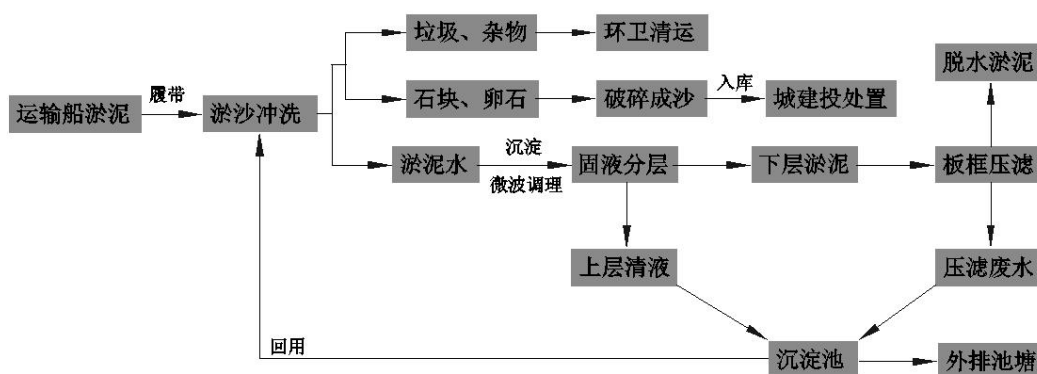 垃圾、杂物
环卫清运
脱水淤泥
运输船淤泥
履带
淤沙冲洗
石块、卵石
破碎成沙
入库
城建投处置
淤泥水
沉淀
微波调理
固液分层
下层淤泥
板框压滤
上层清液
压滤废水
回用
沉淀池
外排池塘